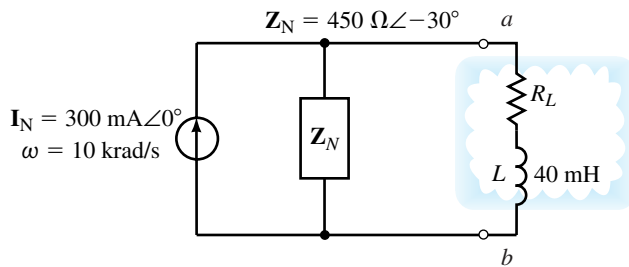 Z_N = 450 Ω∠−30°
a
I_N = 300 mA∠0°
ω = 10 krad/s
Z_N
R_L
L
40 mH
b